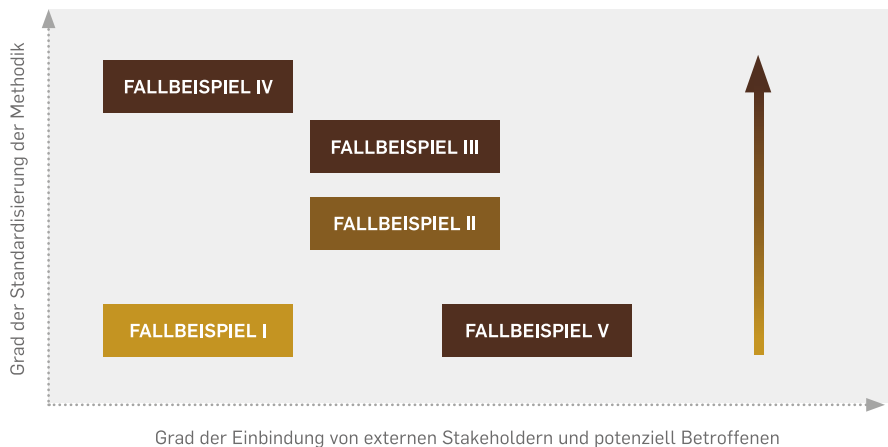 Grad der Standardisierung der Methodik
FALLBEISPIEL IV
FALLBEISPIEL III
FALLBEISPIEL II
FALLBEISPIEL I
FALLBEISPIEL V
Grad der Einbindung von externen Stakeholdern und potenziell Betroffenen